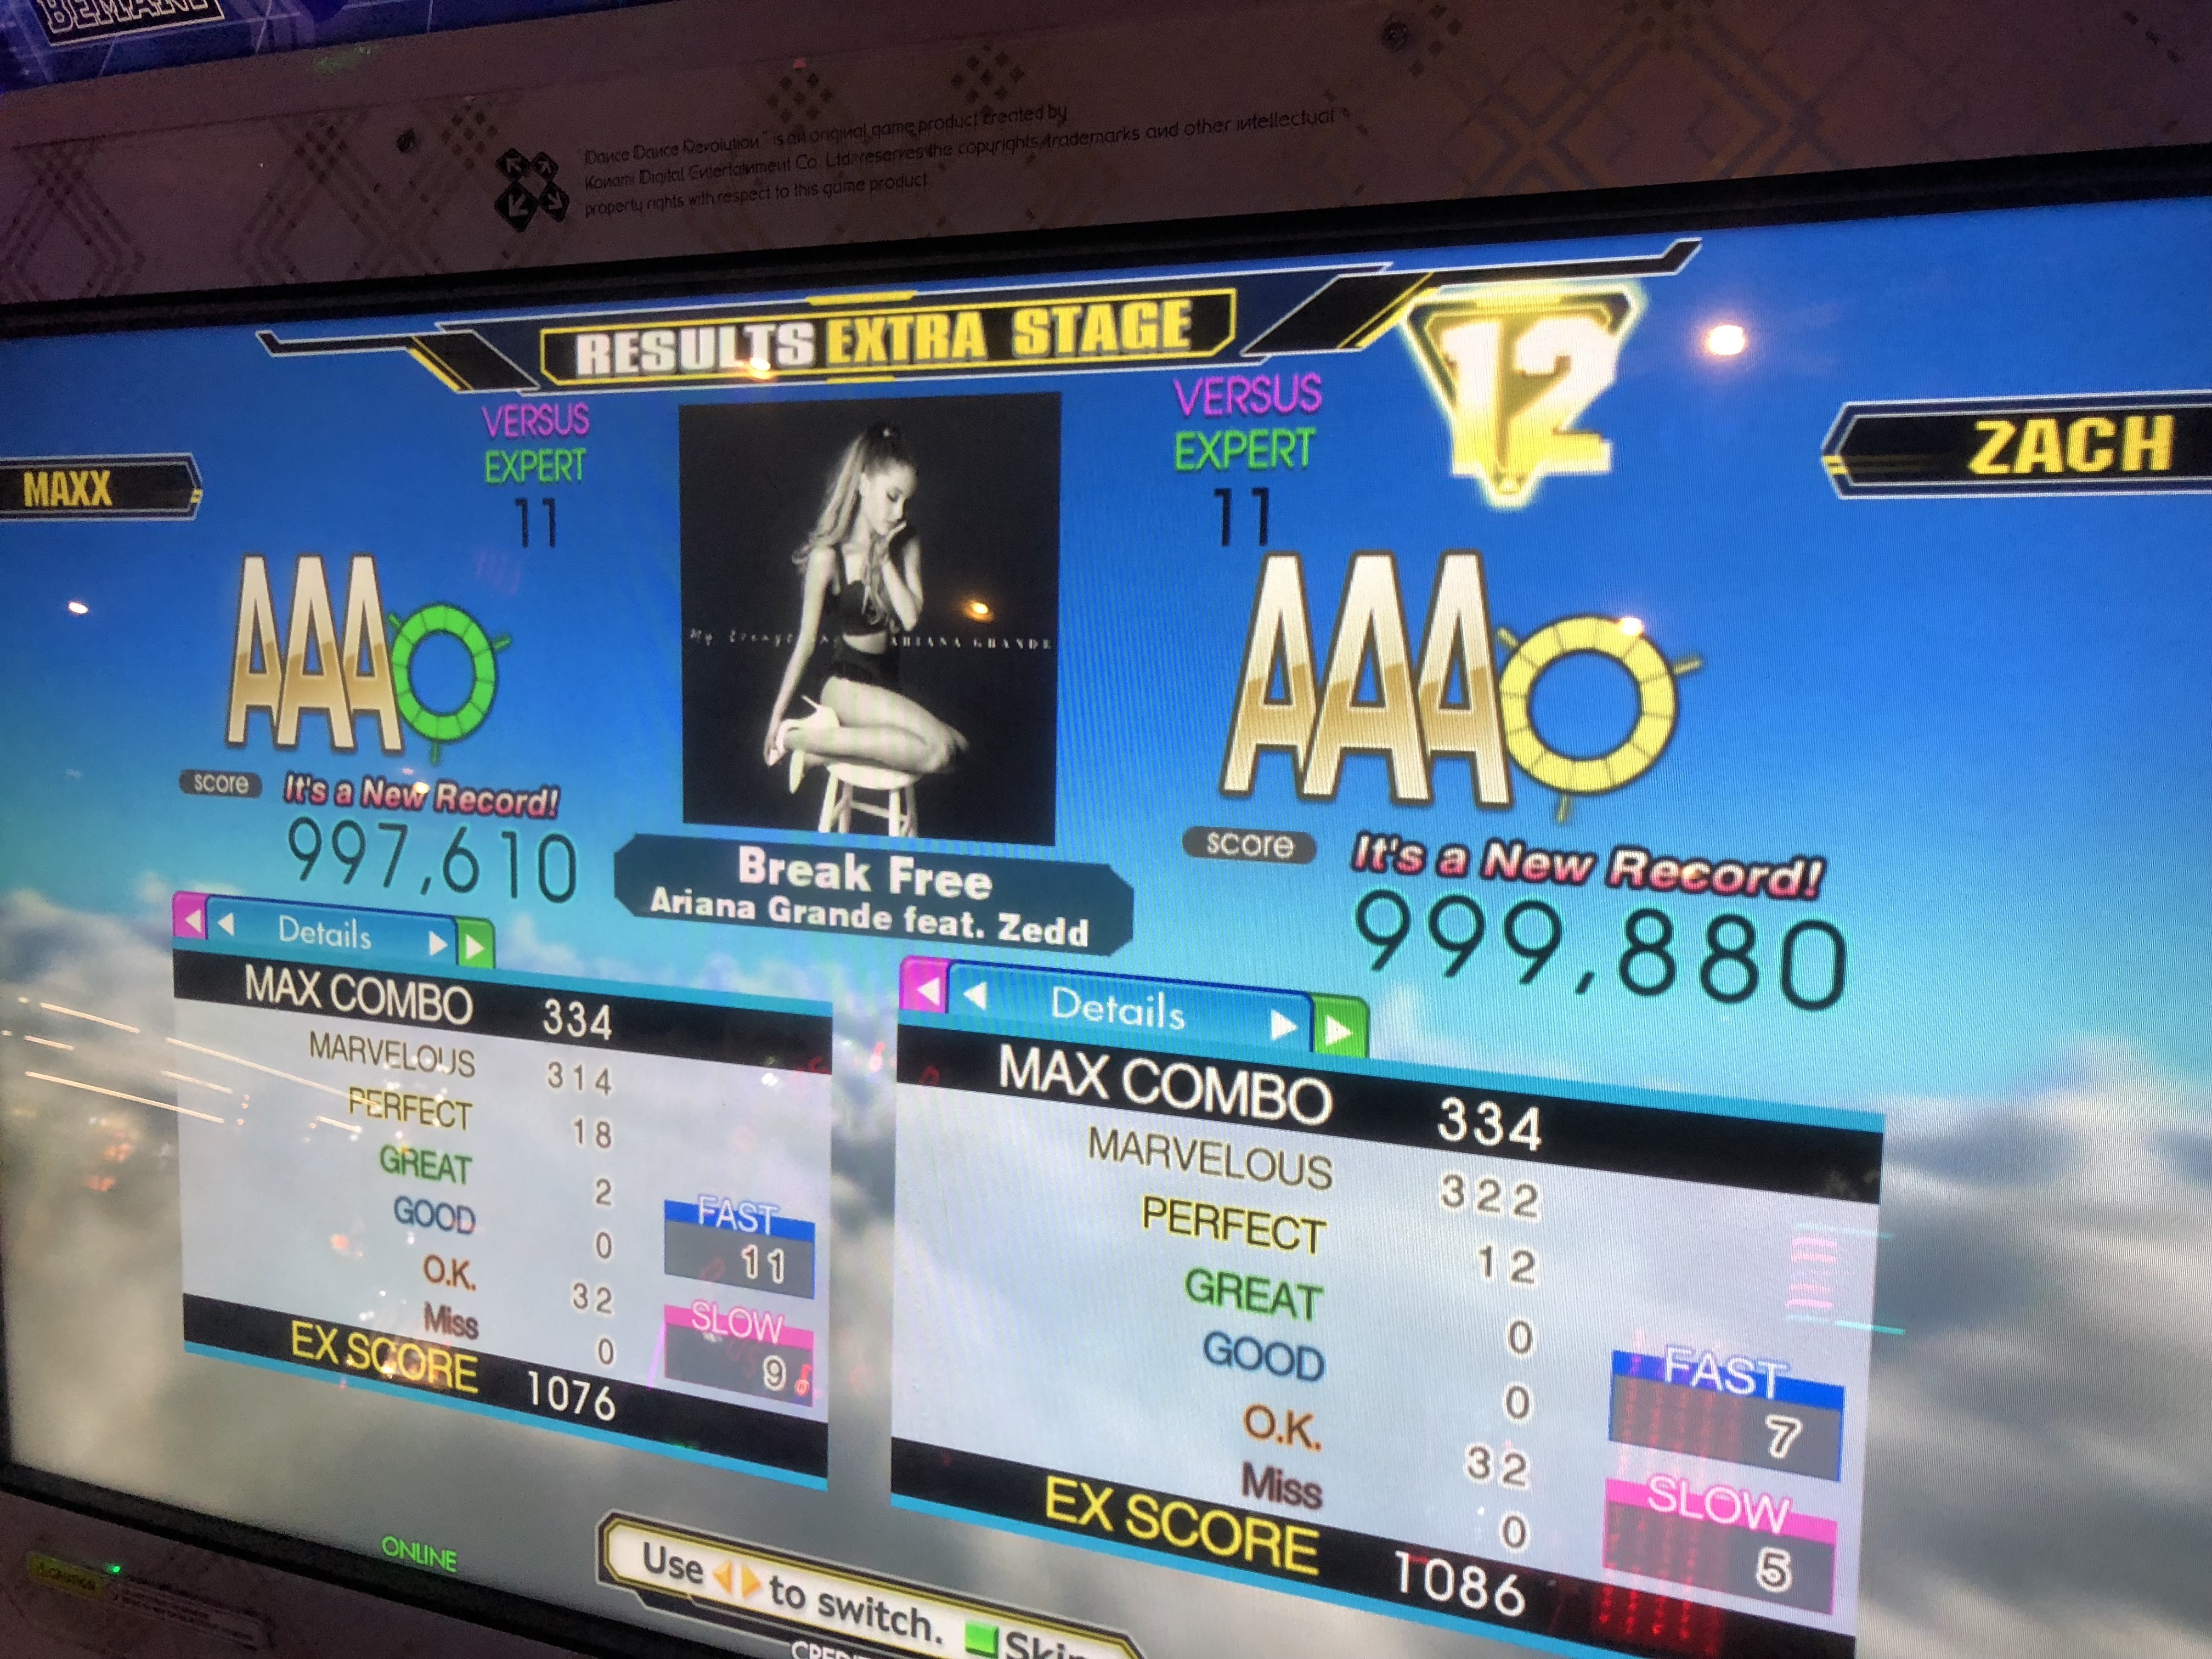 BEMANI
Dance Dance Revolution™ is an original game product created by
Konami Digital Entertainment Co. Ltd. reserves the copyrights, trademarks and other intellectual
property rights with respect to this game product.
RESULTS EXTRA STAGE
12
MAXX
ZACH
VERSUS
EXPERT
11
VERSUS
EXPERT
11
AAA
AAA
My Everything ARIANA GRANDE
score It's a New Record!
997,610
score It's a New Record!
999,880
Break Free
Ariana Grande feat. Zedd
Details
MAX COMBO 334
MARVELOUS 314
PERFECT 18
GREAT 2
GOOD 0
O.K. 32
Miss 0
FAST
11
SLOW
9
EX SCORE 1076
Details
MAX COMBO 334
MARVELOUS 322
PERFECT 12
GREAT 0
GOOD 0
O.K. 32
Miss 0
FAST
7
SLOW
5
EX SCORE 1086
ONLINE
Use to switch. Skip
CAUTION